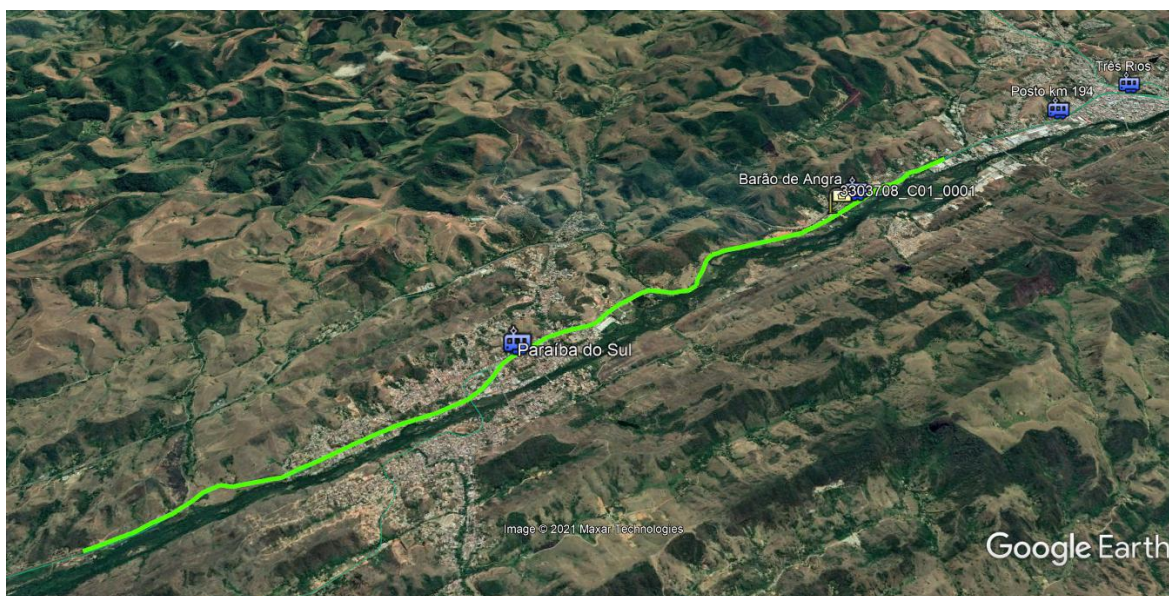 Três Rios
Posto km 194
Barão de Angra
3303708_C01_0001
Paraíba do Sul
Image © 2021 Maxar Technologies
Google Earth